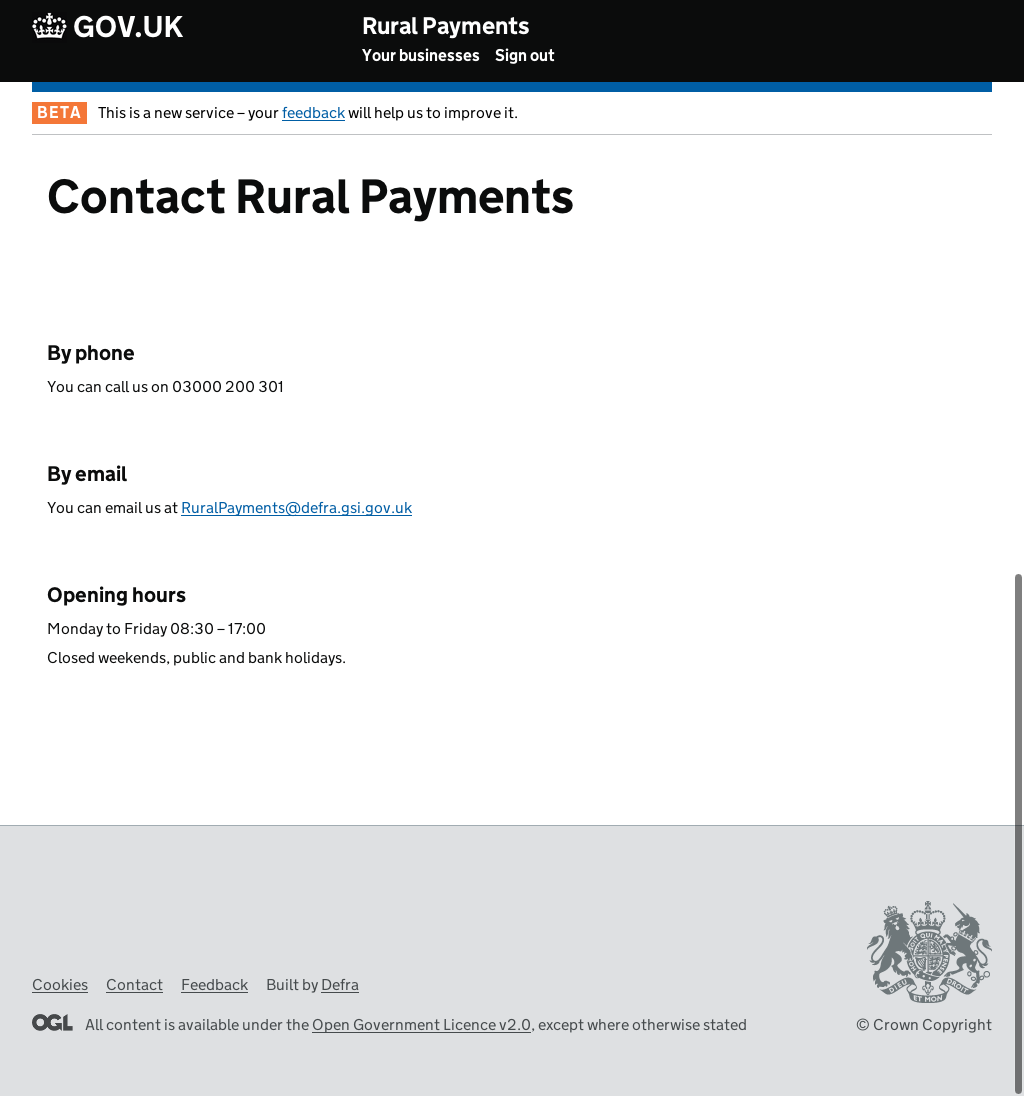 GOV.UK
Rural Payments
Your businesses Sign out
BETA This is a new service – your feedback will help us to improve it.
Contact Rural Payments
By phone
You can call us on 03000 200 301
By email
You can email us at RuralPayments@defra.gsi.gov.uk
Opening hours
Monday to Friday 08:30 – 17:00
Closed weekends, public and bank holidays.
Cookies Contact Feedback Built by Defra
OGL All content is available under the Open Government Licence v2.0, except where otherwise stated
© Crown Copyright